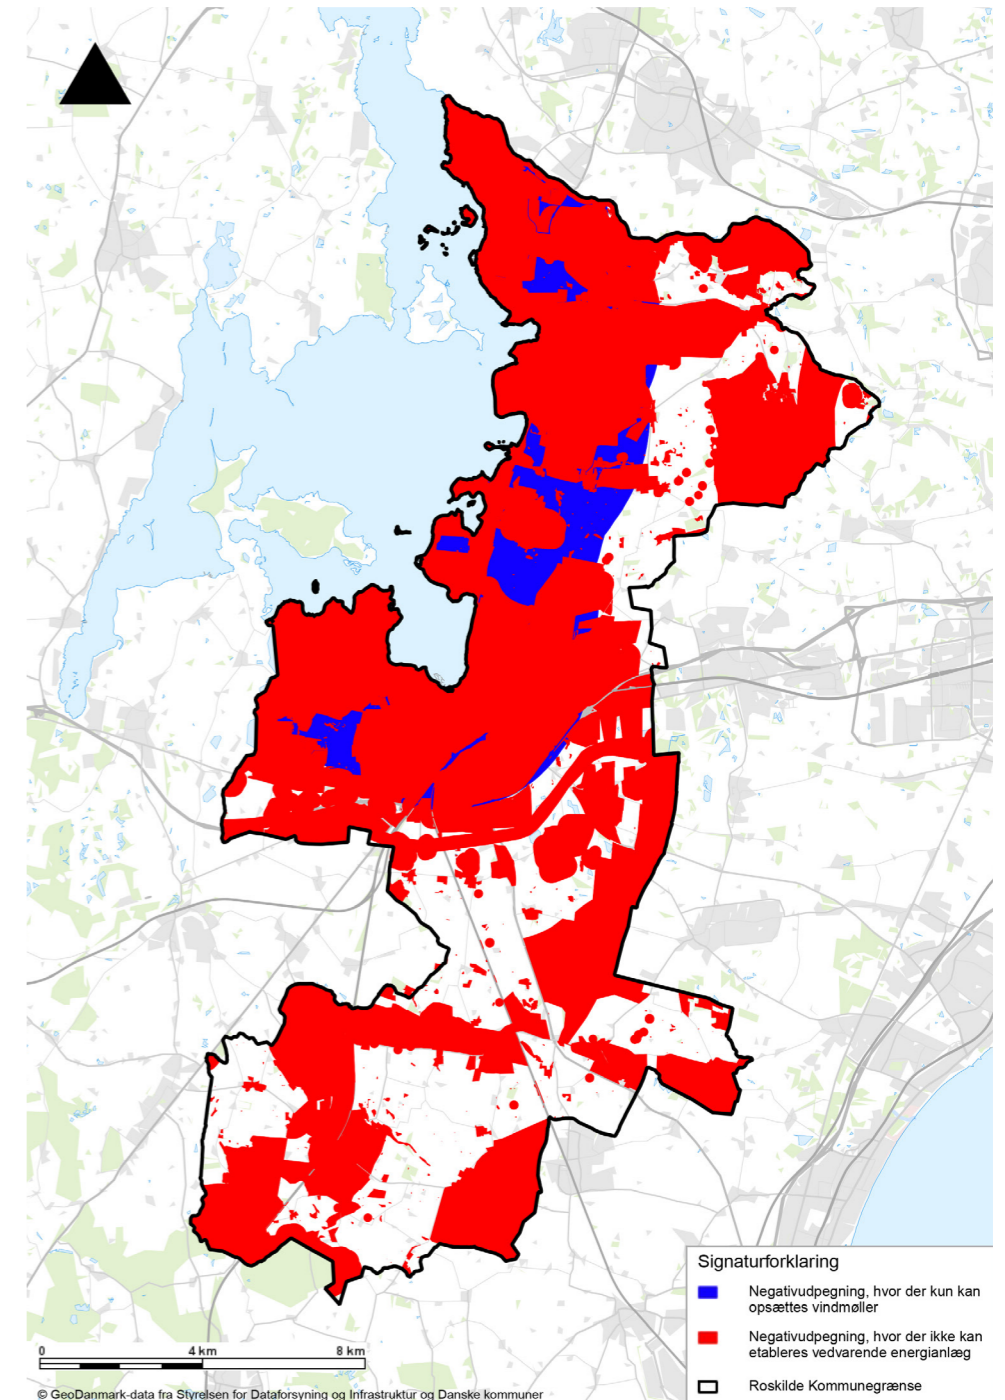 Signaturforklaring
Negativudpegning, hvor der kun kan
opsættes vindmøller
Negativudpegning, hvor der ikke kan
etableres vedvarende energianlæg
Roskilde Kommunegrænse
0 4 km 8 km
© GeoDanmark-data fra Styrelsen for Dataforsyning og Infrastruktur og Danske kommuner